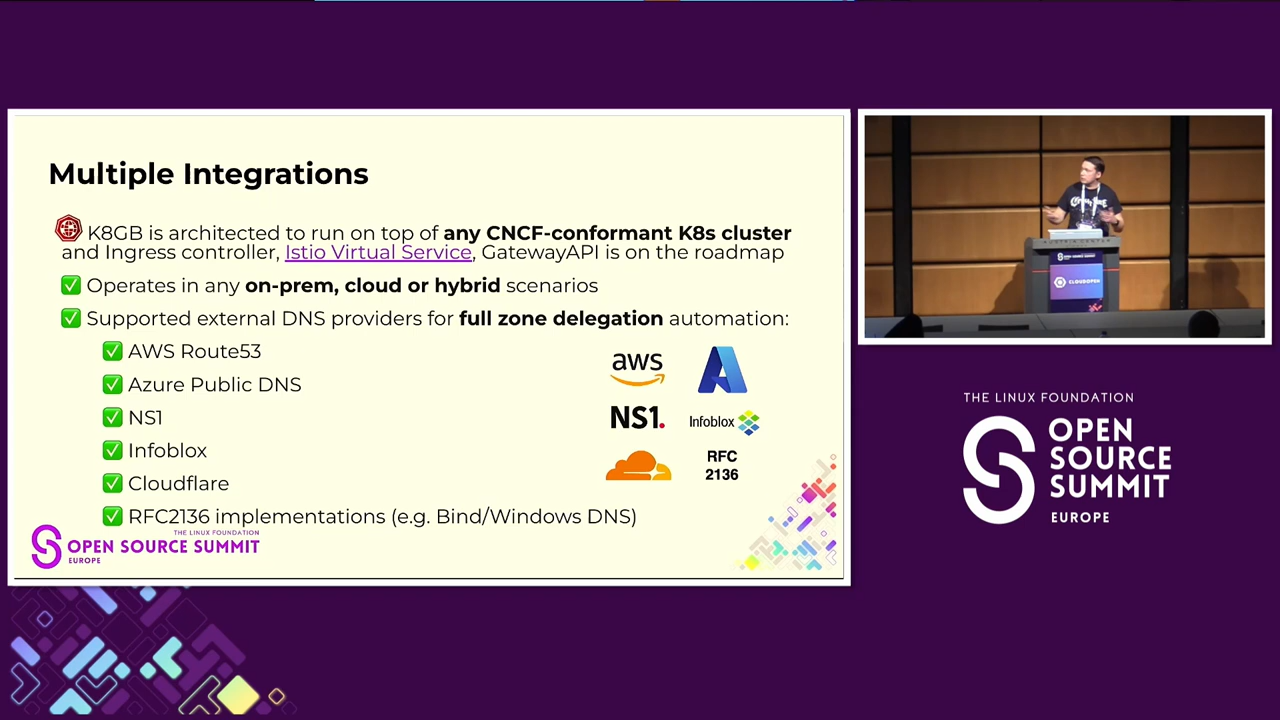 Multiple Integrations
K8GB is architected to run on top of any CNCF-conformant K8s cluster
and Ingress controller, Istio Virtual Service, GatewayAPI is on the roadmap
✅ Operates in any on-prem, cloud or hybrid scenarios
✅ Supported external DNS providers for full zone delegation automation:
✅ AWS Route53
✅ Azure Public DNS
✅ NS1
✅ Infoblox
✅ Cloudflare
✅ RFC2136 implementations (e.g. Bind/Windows DNS)
aws
NS1.
Infoblox
RFC
2136
THE LINUX FOUNDATION
OPEN SOURCE SUMMIT
EUROPE
CLOUDOPEN
THE LINUX FOUNDATION
OPEN
SOURCE
SUMMIT
EUROPE